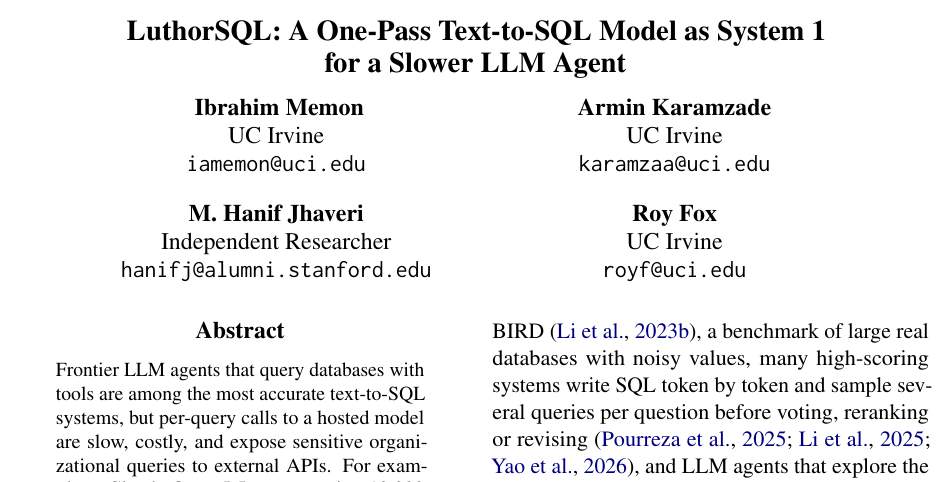 LuthorSQL: A One-Pass Text-to-SQL Model as System 1
for a Slower LLM Agent
Ibrahim Memon
UC Irvine
iamemon@uci.edu
Armin Karamzade
UC Irvine
karamzaa@uci.edu
M. Hanif Jhaveri
Independent Researcher
hanifj@alumni.stanford.edu
Roy Fox
UC Irvine
royf@uci.edu
Abstract
Frontier LLM agents that query databases with
tools are among the most accurate text-to-SQL
systems, but per-query calls to a hosted model
are slow, costly, and expose sensitive organi-
zational queries to external APIs. For exam-
BIRD (Li et al., 2023b), a benchmark of large real
databases with noisy values, many high-scoring
systems write SQL token by token and sample sev-
eral queries per question before voting, reranking
or revising (Pourreza et al., 2025; Li et al., 2025;
Yao et al., 2026), and LLM agents that explore the